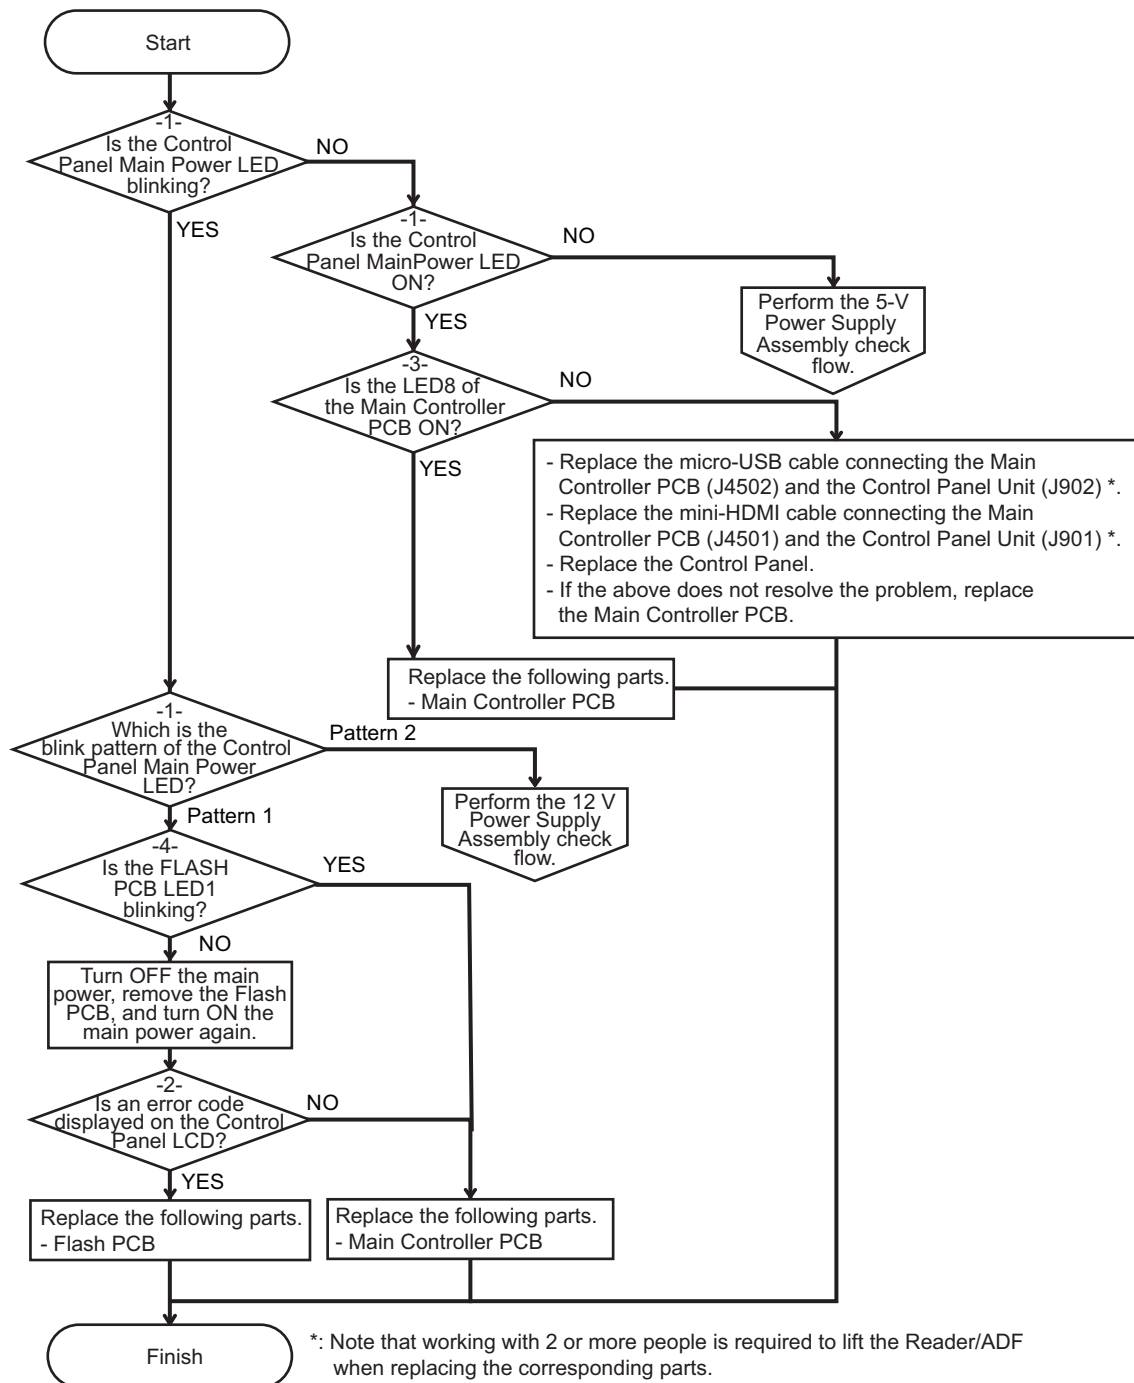 Start
-1-
Is the Control
Panel Main Power LED
blinking?
NO
YES
-1-
Is the Control
Panel MainPower LED
ON?
NO
YES
Perform the 5-V
Power Supply
Assembly check
flow.
-3-
Is the LED8 of
the Main Controller
PCB ON?
NO
YES
- Replace the micro-USB cable connecting the Main
Controller PCB (J4502) and the Control Panel Unit (J902) *.
- Replace the mini-HDMI cable connecting the Main
Controller PCB (J4501) and the Control Panel Unit (J901) *.
- Replace the Control Panel.
- If the above does not resolve the problem, replace
the Main Controller PCB.
Replace the following parts.
- Main Controller PCB
-1-
Which is the
blink pattern of the Control
Panel Main Power
LED?
Pattern 2
Pattern 1
Perform the 12 V
Power Supply
Assembly check
flow.
-4-
Is the FLASH
PCB LED1
blinking?
YES
NO
Turn OFF the main
power, remove the Flash
PCB, and turn ON the
main power again.
-2-
Is an error code
displayed on the Control
Panel LCD?
NO
YES
Replace the following parts.
- Flash PCB
Replace the following parts.
- Main Controller PCB
Finish
*: Note that working with 2 or more people is required to lift the Reader/ADF
when replacing the corresponding parts.